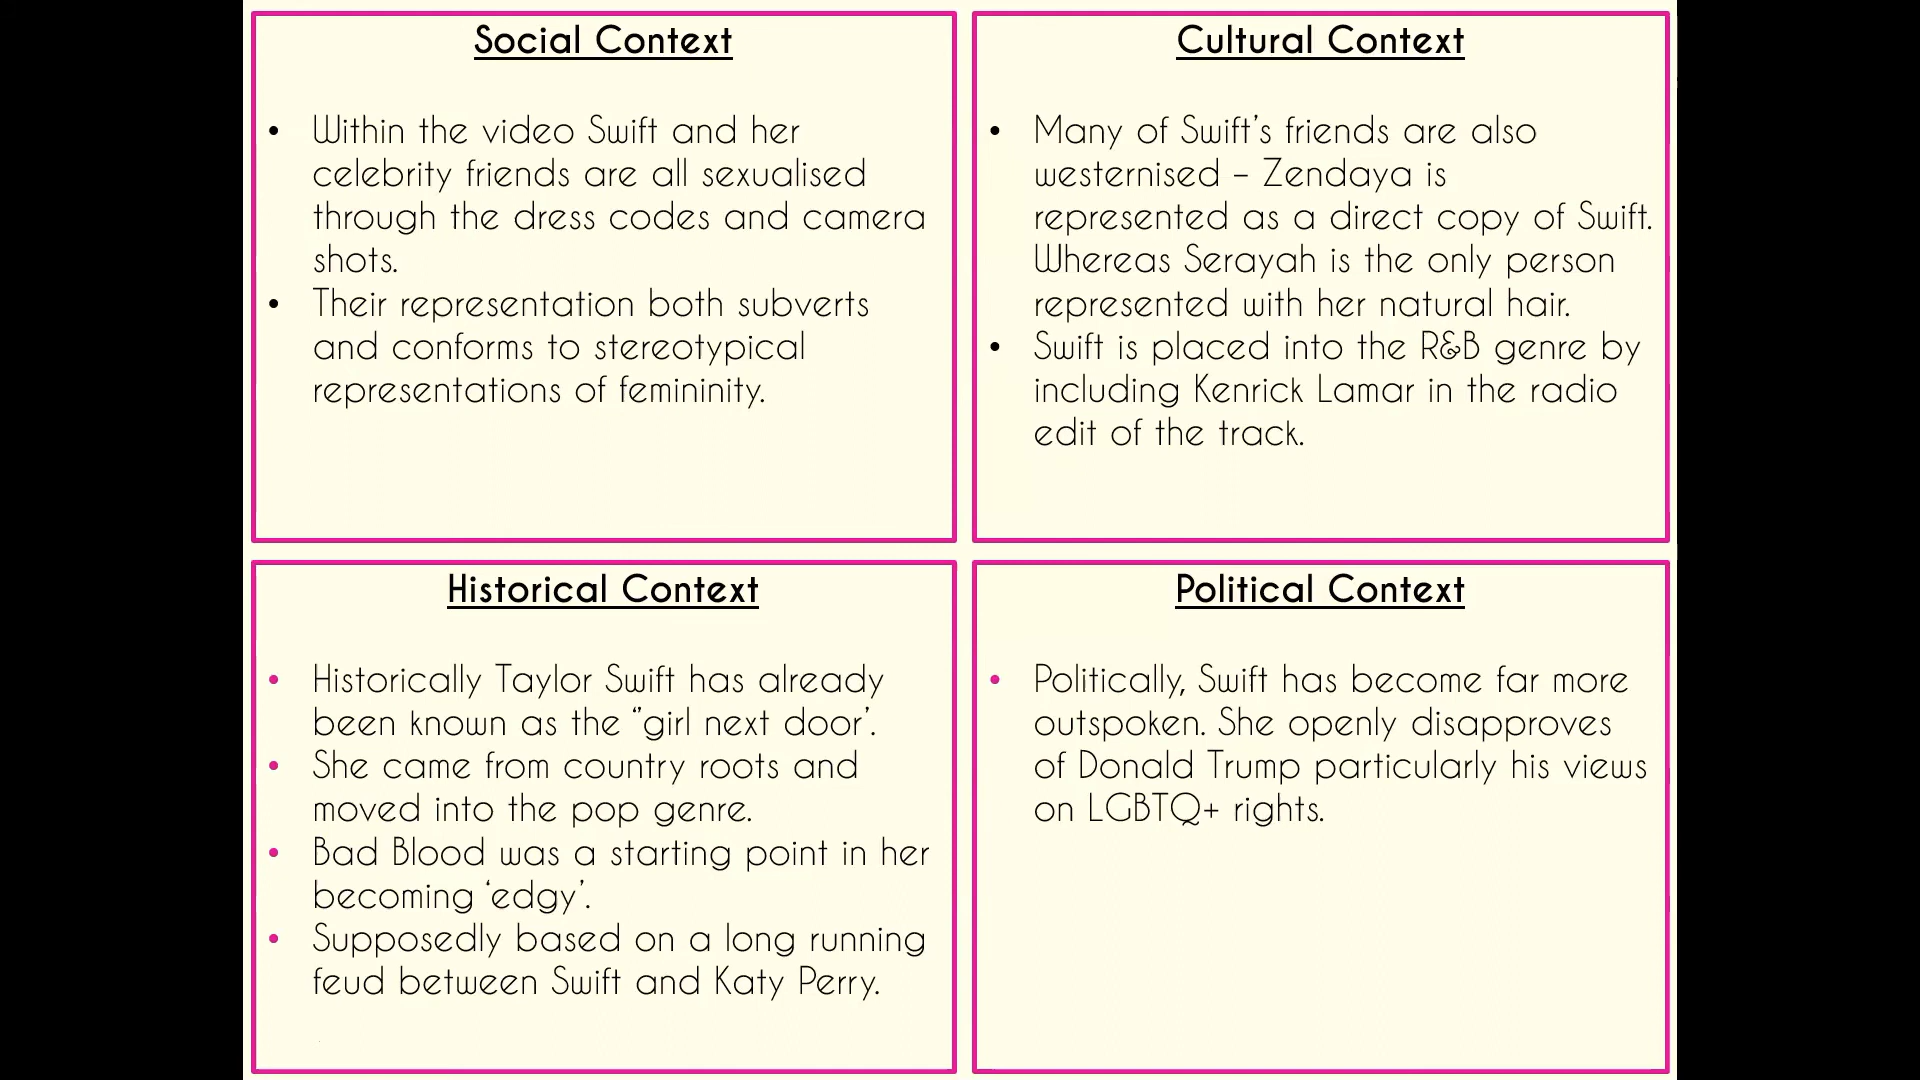 Social Context
• Within the video Swift and her
celebrity friends are all sexualised
through the dress codes and camera
shots.
• Their representation both subverts
and conforms to stereotypical
representations of femininity.
Cultural Context
• Many of Swift’s friends are also
westernised – Zendaya is
represented as a direct copy of Swift.
Whereas Serayah is the only person
represented with her natural hair.
• Swift is placed into the R&B genre by
including Kenrick Lamar in the radio
edit of the track.
Historical Context
• Historically Taylor Swift has already
been known as the ‘’girl next door’.
• She came from country roots and
moved into the pop genre.
• Bad Blood was a starting point in her
becoming ‘edgy’.
• Supposedly based on a long running
feud between Swift and Katy Perry.
Political Context
• Politically, Swift has become far more
outspoken. She openly disapproves
of Donald Trump particularly his views
on LGBTQ+ rights.